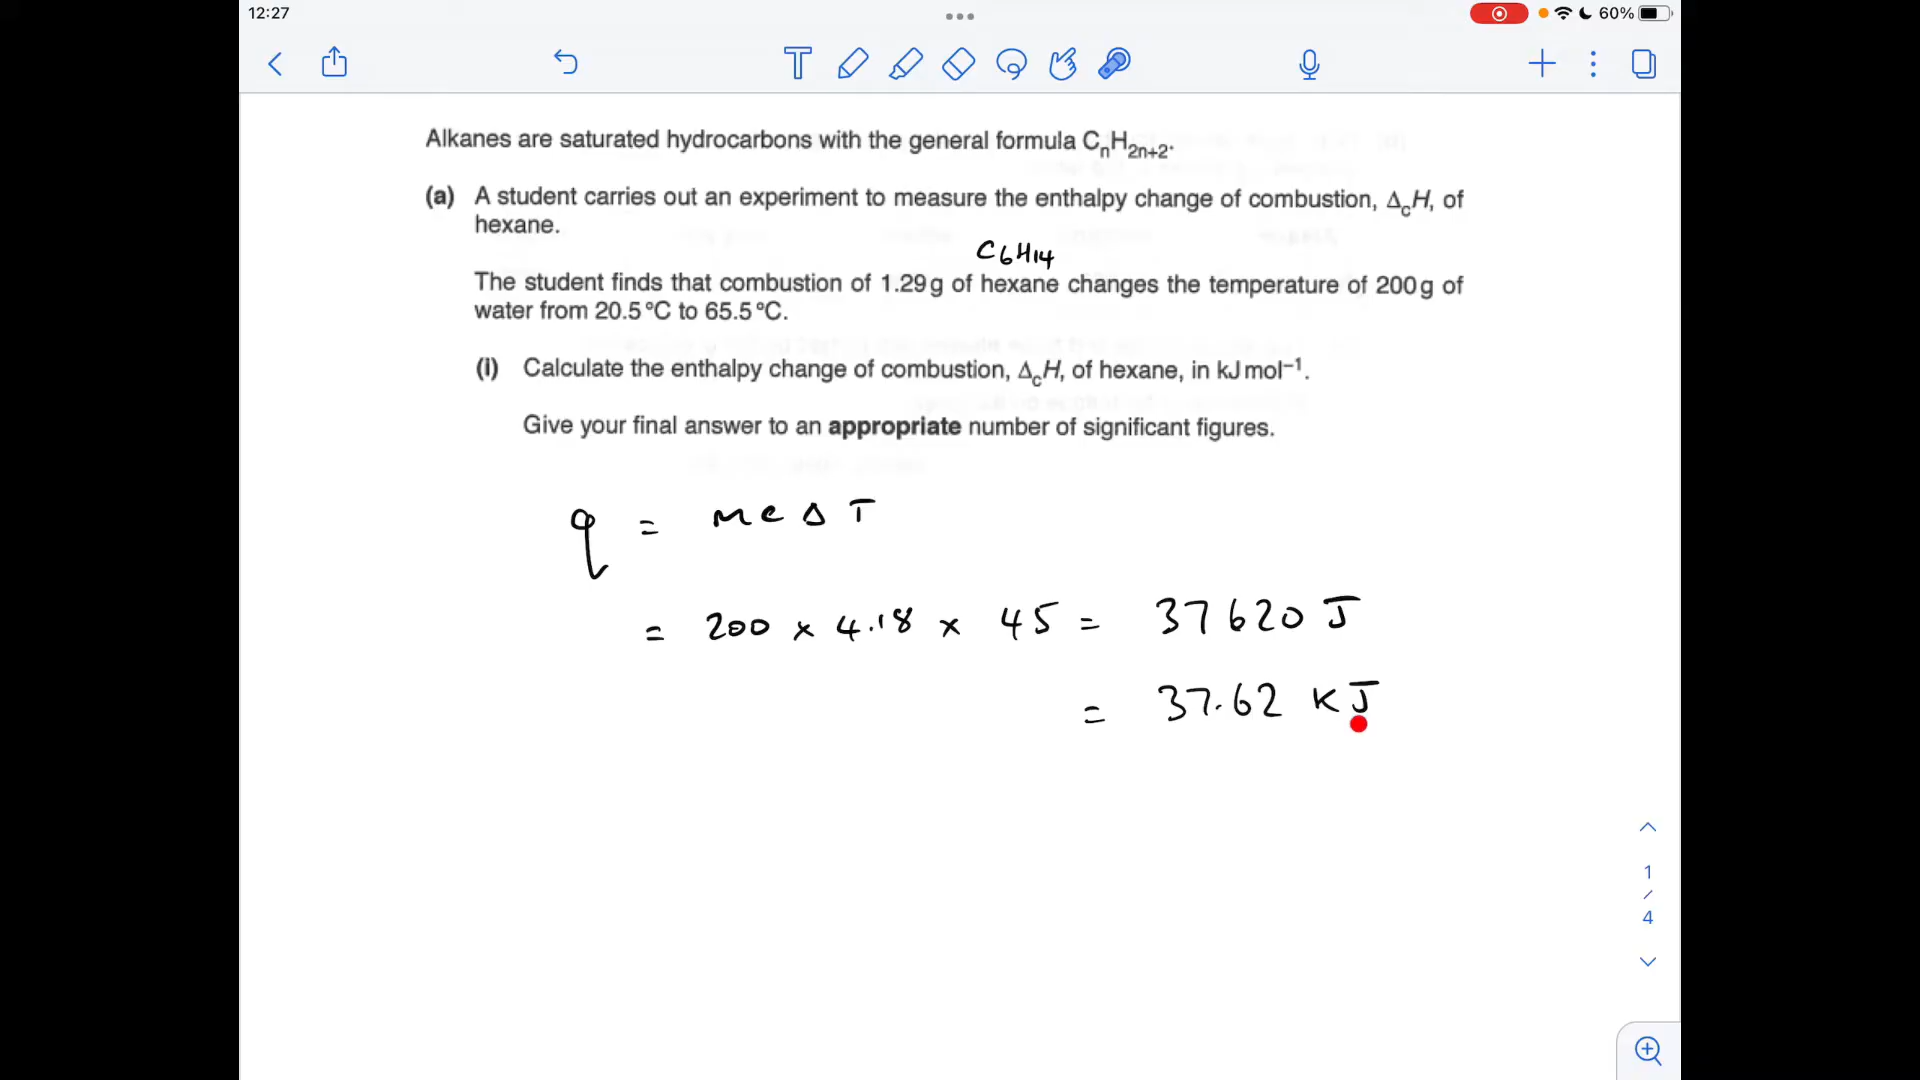 12:27
60%
Alkanes are saturated hydrocarbons with the general formula CnH2n+2.
(a) A student carries out an experiment to measure the enthalpy change of combustion, ΔcH, of
hexane.
C6H14
The student finds that combustion of 1.29 g of hexane changes the temperature of 200 g of
water from 20.5 °C to 65.5 °C.
(i) Calculate the enthalpy change of combustion, ΔcH, of hexane, in kJ mol⁻¹.
Give your final answer to an appropriate number of significant figures.
q = mcΔT
= 200 × 4.18 × 45 = 37620 J
= 37.62 KJ
1
/
4